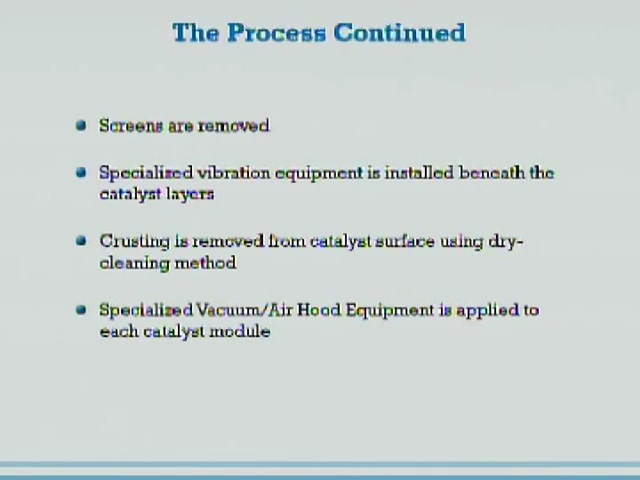 The Process Continued
Screens are removed
Specialized vibration equipment is installed beneath the
catalyst layers
Crusting is removed from catalyst surface using dry-
cleaning method
Specialized Vacuum/Air Hood Equipment is applied to
each catalyst module